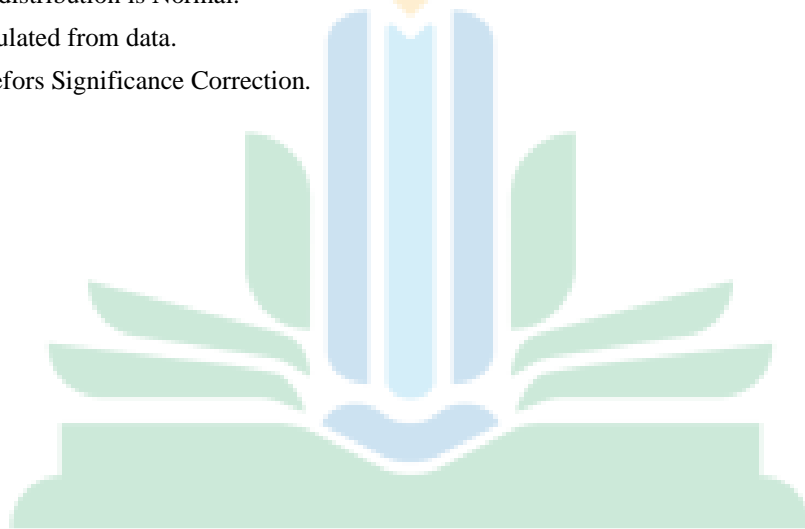 distribution is Normal.
ulated from data.
efors Significance Correction.